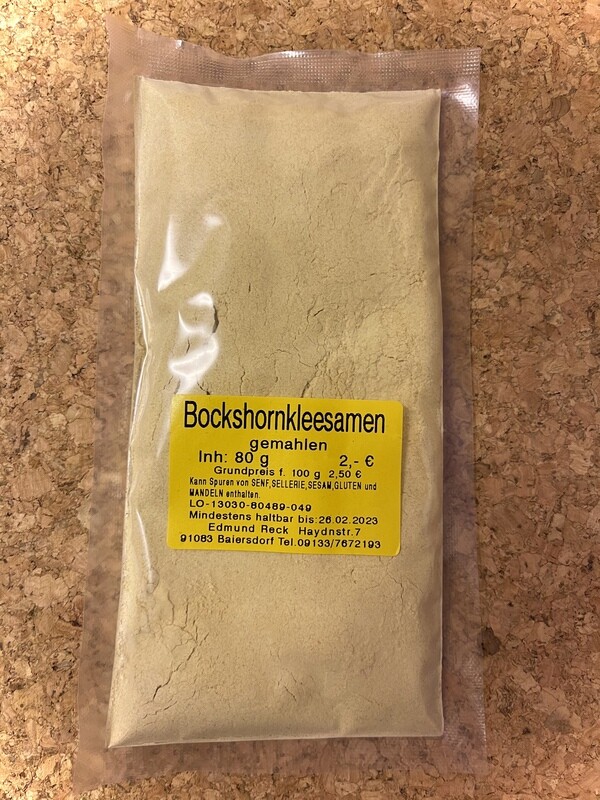 Bockshornkleesamen
gemahlen
Inh: 80 g 2,- €
Grundpreis f. 100 g 2,50 €
Kann Spuren von SENF,SELLERIE,SESAM,GLUTEN und
MANDELN enthalten.
LO-13030-80489-049
Mindestens haltbar bis:26.02.2023
Edmund Reck Haydnstr.7
91083 Baiersdorf Tel.09133/7672193